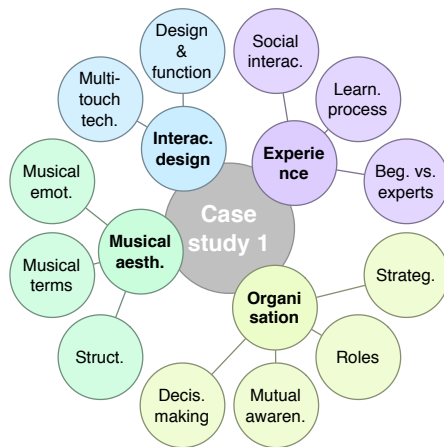 Design
&
function
Social
interac.
Multi-
touch
tech.
Learn.
process
Interac.
design
Experie
nce
Musical
emot.
Beg. vs.
experts
Case
study 1
Musical
aesth.
Musical
terms
Strateg.
Organi
sation
Struct.
Roles
Decis.
making
Mutual
awaren.